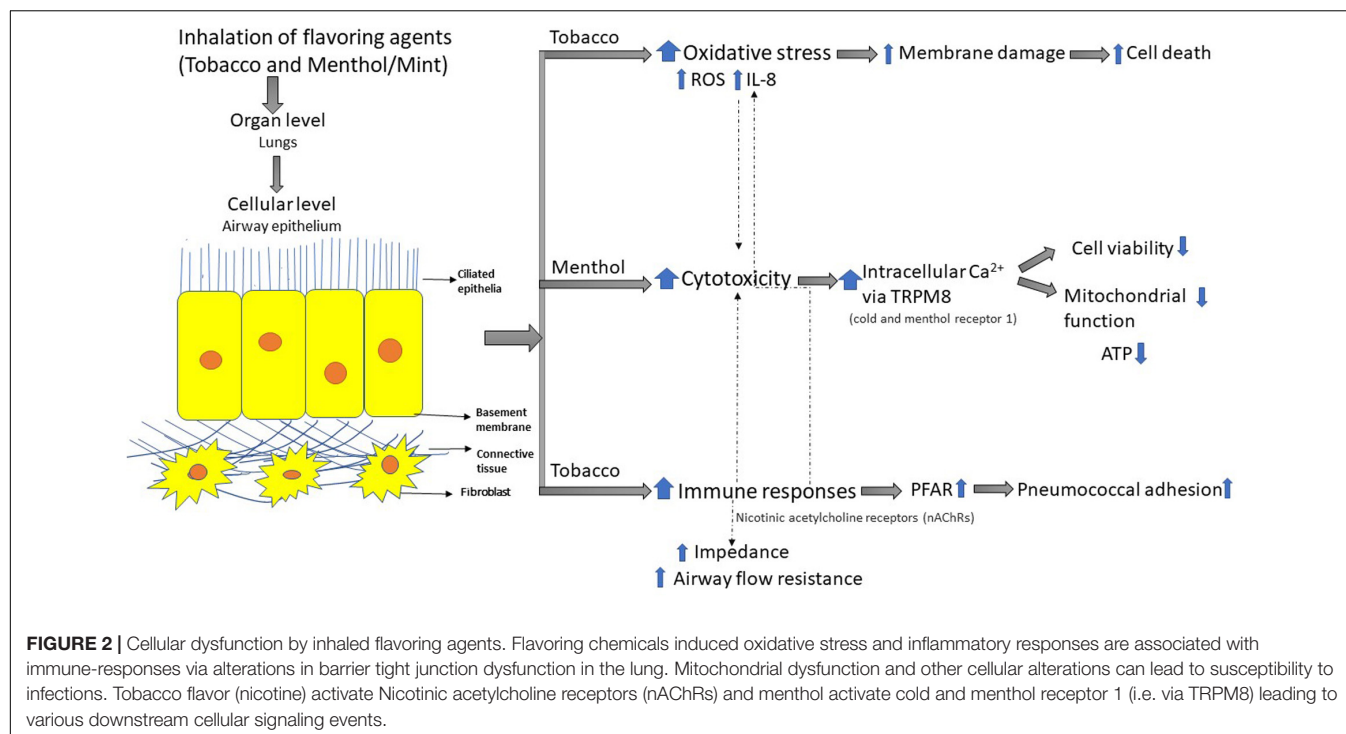 Inhalation of flavoring agents
(Tobacco and Menthol/Mint)
Organ level
Lungs
Cellular level
Airway epithelium
Ciliated
epithelia
Basement
membrane
Connective
tissue
Fibroblast
Tobacco
Oxidative stress
ROS
IL-8
Membrane damage
Cell death
Menthol
Cytotoxicity
Intracellular Ca²⁺
via TRPM8
(cold and menthol receptor 1)
Cell viability
Mitochondrial
function
ATP
Tobacco
Immune responses
PFAR
Pneumococcal adhesion
Nicotinic acetylcholine receptors (nAChRs)
Impedance
Airway flow resistance
FIGURE 2 | Cellular dysfunction by inhaled flavoring agents. Flavoring chemicals induced oxidative stress and inflammatory responses are associated with
immune-responses via alterations in barrier tight junction dysfunction in the lung. Mitochondrial dysfunction and other cellular alterations can lead to susceptibility to
infections. Tobacco flavor (nicotine) activate Nicotinic acetylcholine receptors (nAChRs) and menthol activate cold and menthol receptor 1 (i.e. via TRPM8) leading to
various downstream cellular signaling events.